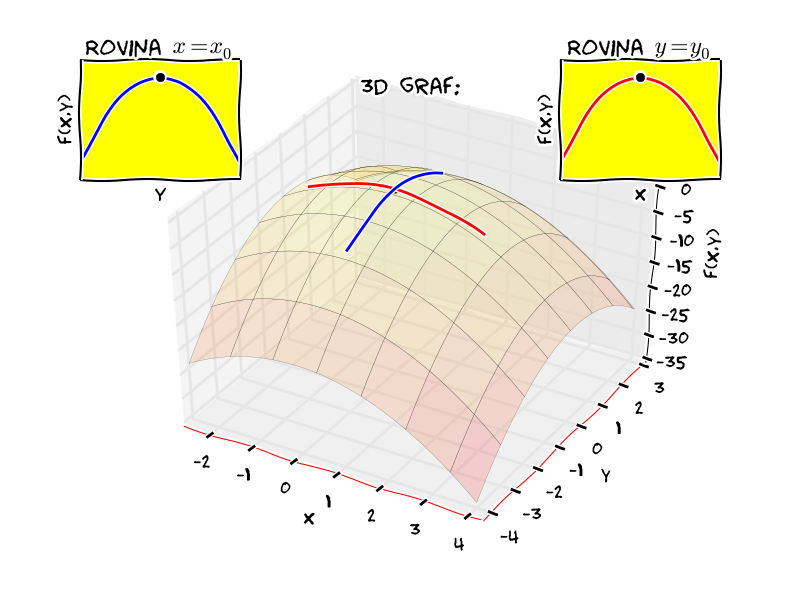 ROVINA x=x₀
F(X,Y)
Y
3D GRAF:
ROVINA y=y₀
F(X,Y)
X
0
-5
-10
-15
-20
-25
-30
-35
F(X,Y)
-2
-1
0
1
2
3
4
X
-4
-3
-2
-1
0
1
2
3
Y